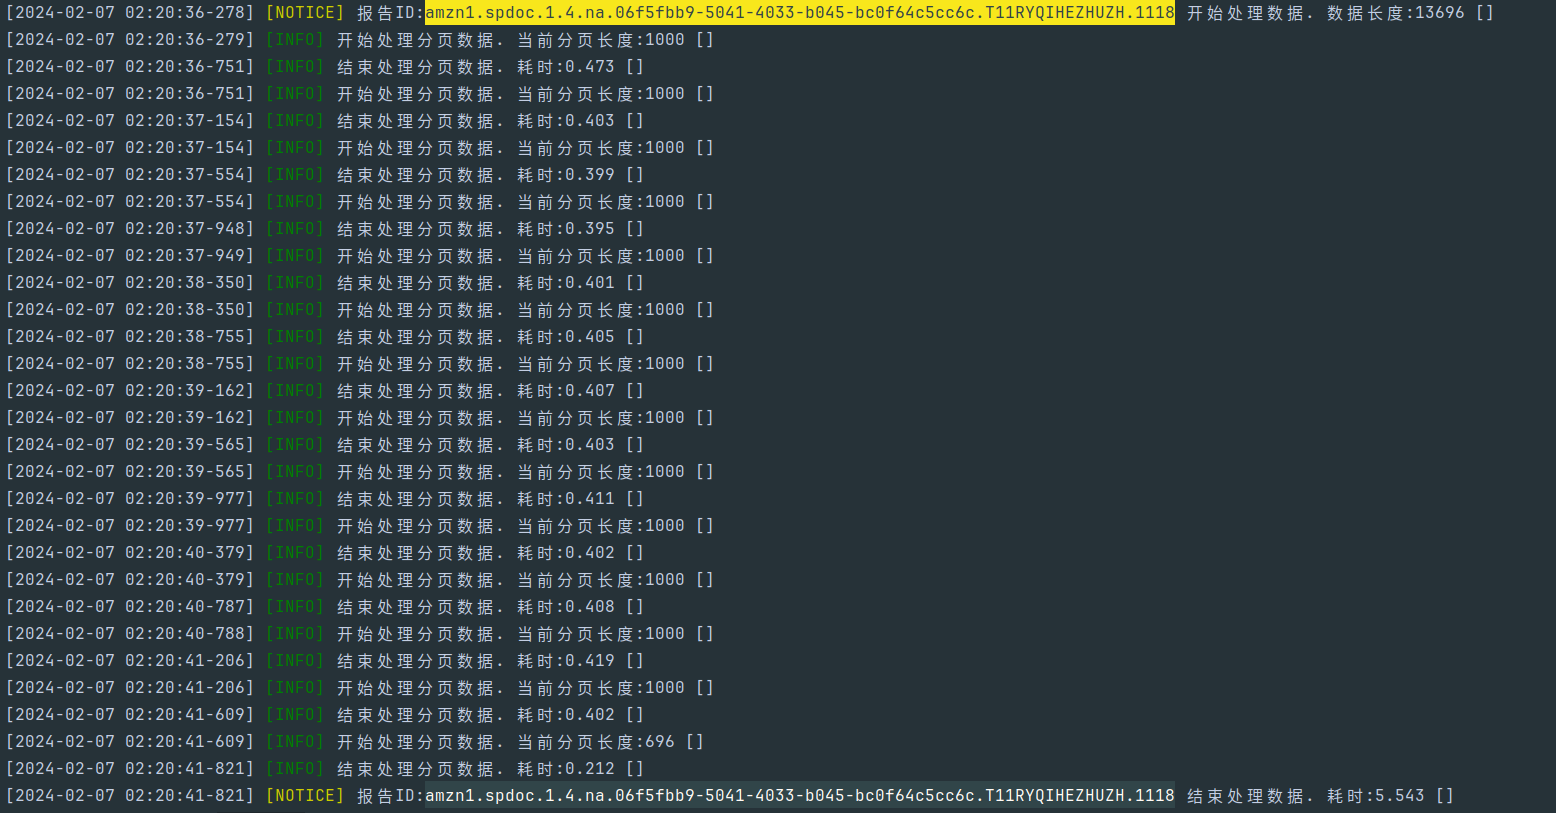 [2024-02-07 02:20:36-278] [NOTICE] 报告ID:amzn1.spdoc.1.4.na.06f5fbb9-5041-4033-b045-bc0f64c5cc6c.T11RYQIHEZHUZH.1118 开始处理数据. 数据长度:13696 []
[2024-02-07 02:20:36-279] [INFO] 开始处理分页数据. 当前分页长度:1000 []
[2024-02-07 02:20:36-751] [INFO] 结束处理分页数据. 耗时:0.473 []
[2024-02-07 02:20:36-751] [INFO] 开始处理分页数据. 当前分页长度:1000 []
[2024-02-07 02:20:37-154] [INFO] 结束处理分页数据. 耗时:0.403 []
[2024-02-07 02:20:37-154] [INFO] 开始处理分页数据. 当前分页长度:1000 []
[2024-02-07 02:20:37-554] [INFO] 结束处理分页数据. 耗时:0.399 []
[2024-02-07 02:20:37-554] [INFO] 开始处理分页数据. 当前分页长度:1000 []
[2024-02-07 02:20:37-948] [INFO] 结束处理分页数据. 耗时:0.395 []
[2024-02-07 02:20:37-949] [INFO] 开始处理分页数据. 当前分页长度:1000 []
[2024-02-07 02:20:38-350] [INFO] 结束处理分页数据. 耗时:0.401 []
[2024-02-07 02:20:38-350] [INFO] 开始处理分页数据. 当前分页长度:1000 []
[2024-02-07 02:20:38-755] [INFO] 结束处理分页数据. 耗时:0.405 []
[2024-02-07 02:20:38-755] [INFO] 开始处理分页数据. 当前分页长度:1000 []
[2024-02-07 02:20:39-162] [INFO] 结束处理分页数据. 耗时:0.407 []
[2024-02-07 02:20:39-162] [INFO] 开始处理分页数据. 当前分页长度:1000 []
[2024-02-07 02:20:39-565] [INFO] 结束处理分页数据. 耗时:0.403 []
[2024-02-07 02:20:39-565] [INFO] 开始处理分页数据. 当前分页长度:1000 []
[2024-02-07 02:20:39-977] [INFO] 结束处理分页数据. 耗时:0.411 []
[2024-02-07 02:20:39-977] [INFO] 开始处理分页数据. 当前分页长度:1000 []
[2024-02-07 02:20:40-379] [INFO] 结束处理分页数据. 耗时:0.402 []
[2024-02-07 02:20:40-379] [INFO] 开始处理分页数据. 当前分页长度:1000 []
[2024-02-07 02:20:40-787] [INFO] 结束处理分页数据. 耗时:0.408 []
[2024-02-07 02:20:40-788] [INFO] 开始处理分页数据. 当前分页长度:1000 []
[2024-02-07 02:20:41-206] [INFO] 结束处理分页数据. 耗时:0.419 []
[2024-02-07 02:20:41-206] [INFO] 开始处理分页数据. 当前分页长度:1000 []
[2024-02-07 02:20:41-609] [INFO] 结束处理分页数据. 耗时:0.402 []
[2024-02-07 02:20:41-609] [INFO] 开始处理分页数据. 当前分页长度:696 []
[2024-02-07 02:20:41-821] [INFO] 结束处理分页数据. 耗时:0.212 []
[2024-02-07 02:20:41-821] [NOTICE] 报告ID:amzn1.spdoc.1.4.na.06f5fbb9-5041-4033-b045-bc0f64c5cc6c.T11RYQIHEZHUZH.1118 结束处理数据. 耗时:5.543 []